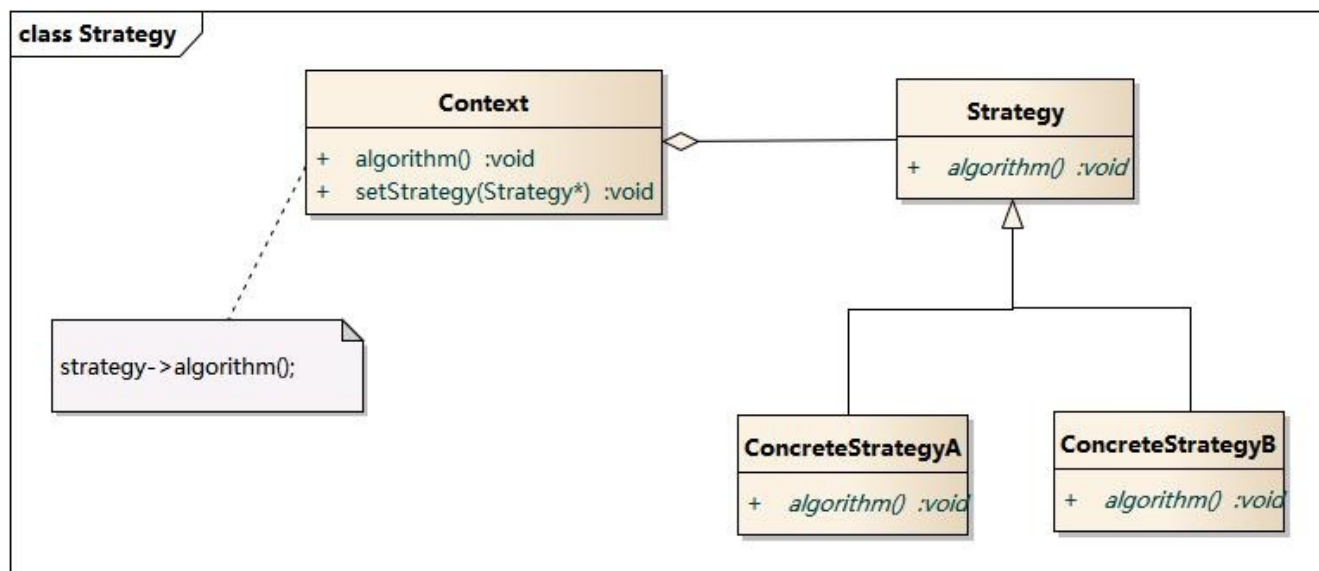 class Strategy
Context
+ algorithm() :void
+ setStrategy(Strategy*) :void
Strategy
+ algorithm() :void
strategy->algorithm();
ConcreteStrategyA
+ algorithm() :void
ConcreteStrategyB
+ algorithm() :void